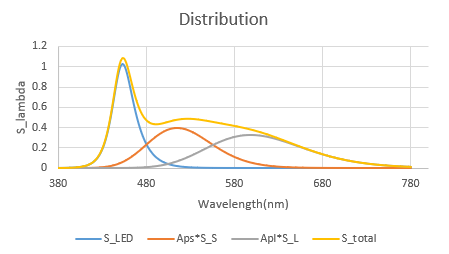 Distribution
1.2
1
0.8
0.6
0.4
0.2
0
S_lambda
380 480 580 680 780
Wavelength(nm)
S_LED Aps*S_S Apl*S_L S_total